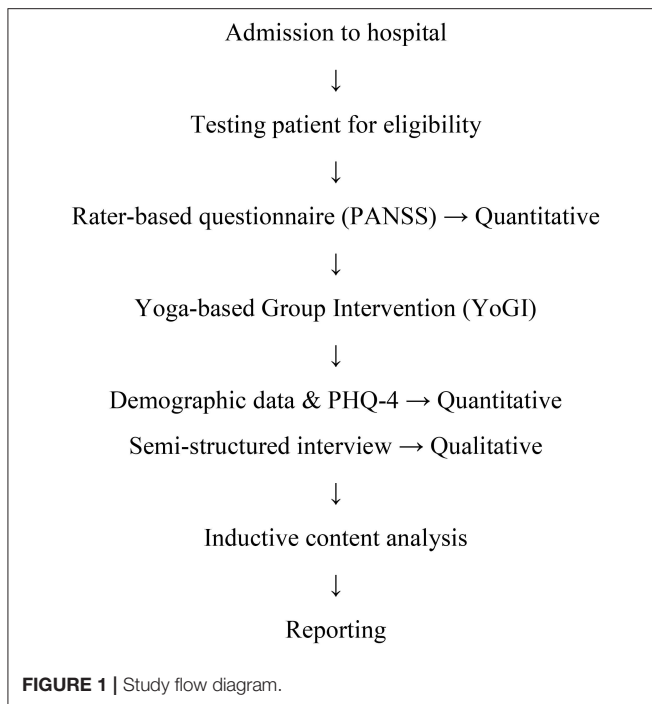 Admission to hospital
↓
Testing patient for eligibility
↓
Rater-based questionnaire (PANSS) → Quantitative
↓
Yoga-based Group Intervention (YoGI)
↓
Demographic data & PHQ-4 → Quantitative
Semi-structured interview → Qualitative
↓
Inductive content analysis
↓
Reporting
FIGURE 1 | Study flow diagram.